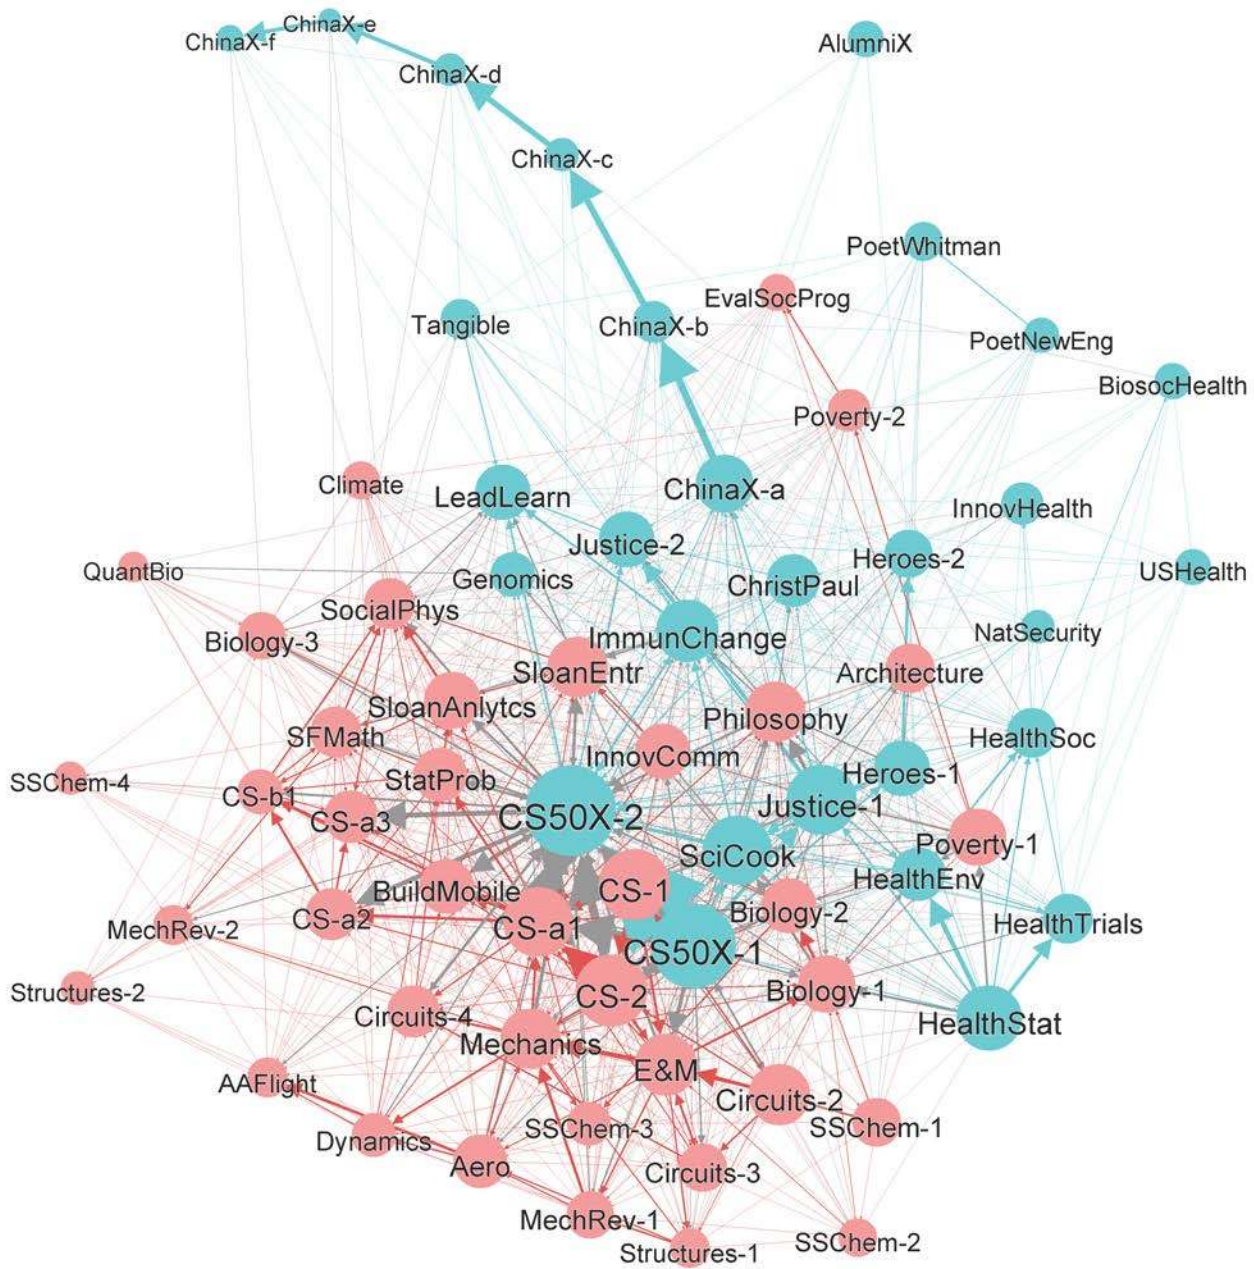 ChinaX-e
ChinaX-f
AlumniX
ChinaX-d
ChinaX-c
PoetWhitman
EvalSocProg
Tangible
ChinaX-b
PoetNewEng
BiosocHealth
Poverty-2
Climate
LeadLearn
ChinaX-a
InnovHealth
Justice-2
Heroes-2
QuantBio
Genomics
ChristPaul
USHealth
SocialPhys
Biology-3
ImmunChange
NatSecurity
SloanEntr
Architecture
SloanAnlytcs
Philosophy
SFMath
InnovComm
HealthSoc
SSChem-4
StatProb
Heroes-1
CS-b1
CS-a3
CS50X-2
Justice-1
SciCook
Poverty-1
BuildMobile
CS-1
HealthEnv
CS-a2
CS-a1
Biology-2
HealthTrials
MechRev-2
CS50X-1
Structures-2
CS-2
Biology-1
Circuits-4
Mechanics
HealthStat
AAFlight
E&M
Circuits-2
Dynamics
SSChem-3
SSChem-1
Aero
Circuits-3
MechRev-1
Structures-1
SSChem-2